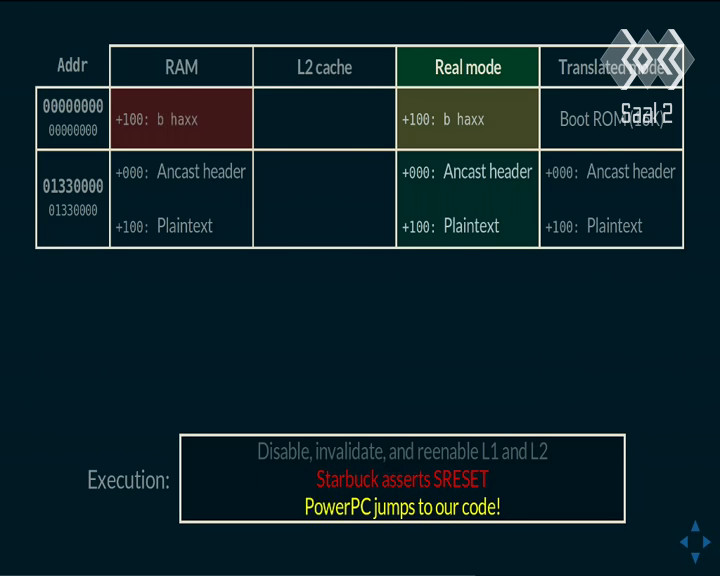 Addr RAM L2 cache Real mode Translated mode
00000000 +100: b haxx +100: b haxx Boot ROM (16K)
00000000
Saal 2
01330000 +000: Ancast header +000: Ancast header +000: Ancast header
01330000
+100: Plaintext +100: Plaintext +100: Plaintext
Disable, invalidate, and reenable L1 and L2
Execution: Starbuck asserts SRESET
PowerPC jumps to our code!